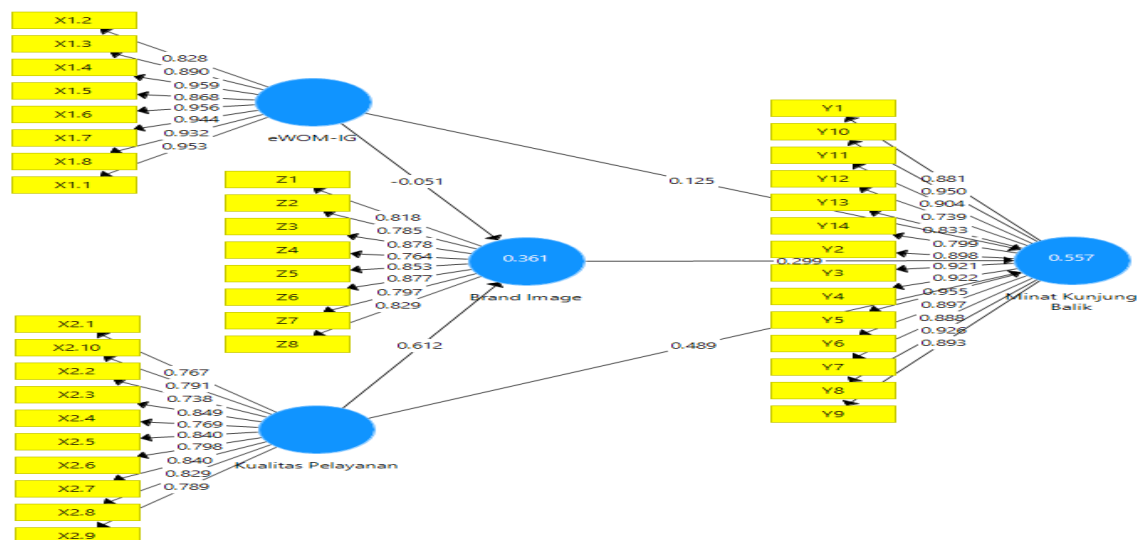 X1.2
X1.3
X1.4
X1.5
X1.6
X1.7
X1.8
X1.1
0.828
0.890
0.959
0.868
0.956
0.944
0.932
0.953
eWOM-IG
-0.051
0.125
Z1
Z2
Z3
Z4
Z5
Z6
Z7
Z8
0.818
0.785
0.878
0.764
0.853
0.877
0.797
0.829
0.361
Brand Image
0.299
0.612
0.489
X2.1
X2.10
X2.2
X2.3
X2.4
X2.5
X2.6
X2.7
X2.8
X2.9
0.767
0.791
0.738
0.849
0.769
0.840
0.798
0.840
0.829
0.789
Kualitas Pelayanan
Y1
Y10
Y11
Y12
Y13
Y14
Y2
Y3
Y4
Y5
Y6
Y7
Y8
Y9
0.881
0.950
0.904
0.739
0.833
0.799
0.898
0.921
0.922
0.955
0.897
0.888
0.926
0.893
0.557
Minat Kunjung
Balik